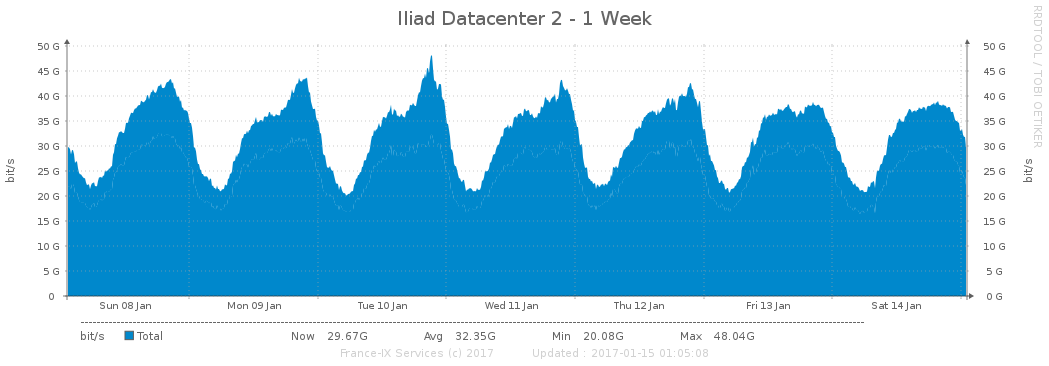 Iliad Datacenter 2 - 1 Week
RRDTOOL / TOBI OETIKER
bit/s
50 G
45 G
40 G
35 G
30 G
25 G
20 G
15 G
10 G
5 G
0
50 G
45 G
40 G
35 G
30 G
25 G
20 G
15 G
10 G
5 G
0 G
bit/s
Sun 08 Jan Mon 09 Jan Tue 10 Jan Wed 11 Jan Thu 12 Jan Fri 13 Jan Sat 14 Jan
bit/s Total Now 29.67G Avg 32.35G Min 20.08G Max 48.04G
France-IX Services (c) 2017 Updated : 2017-01-15 01:05:08